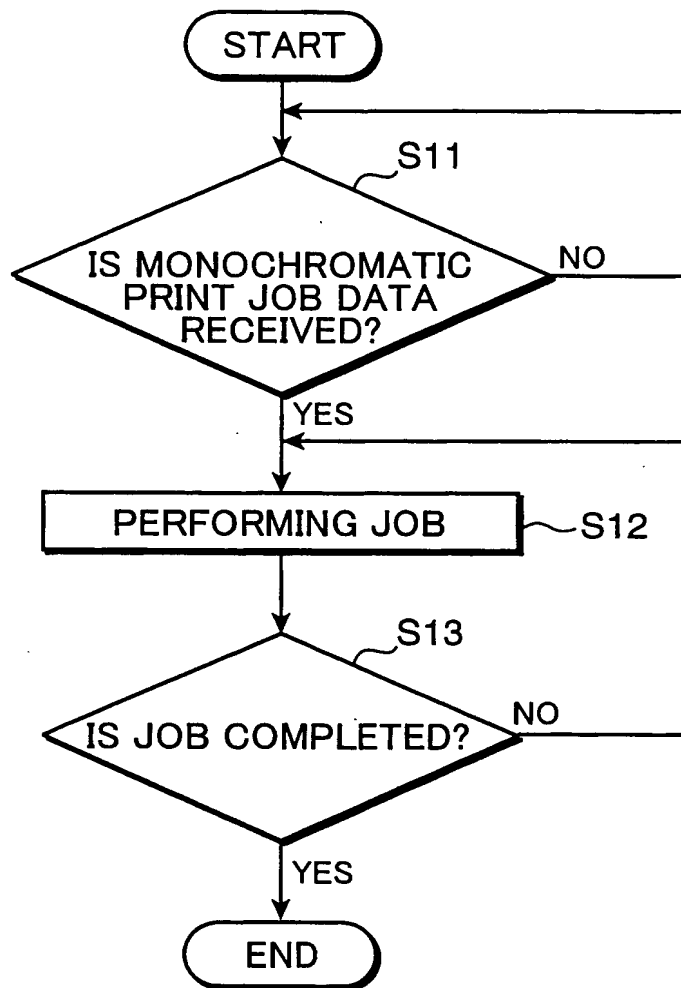 START
S11
IS MONOCHROMATIC
PRINT JOB DATA
RECEIVED?
NO
YES
PERFORMING JOB
S12
S13
IS JOB COMPLETED?
NO
YES
END